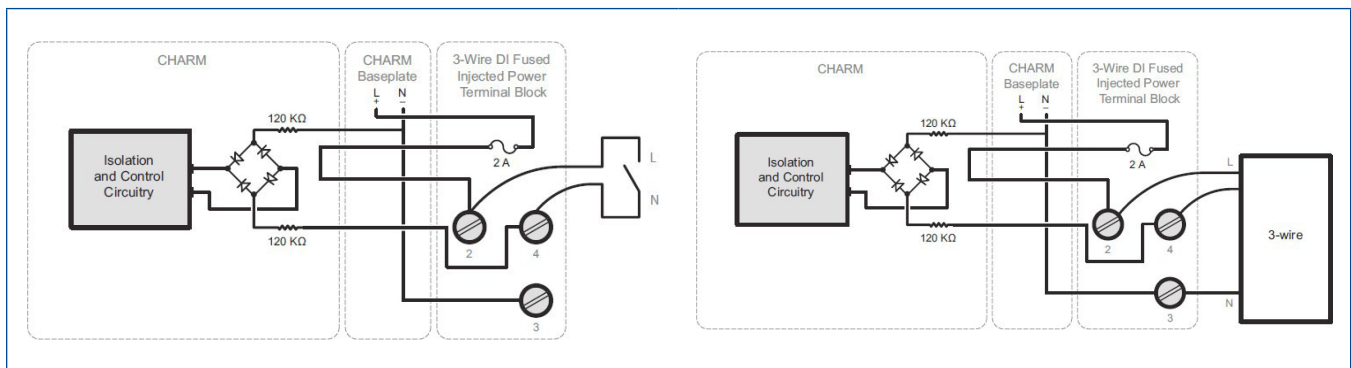 CHARM
CHARM
Baseplate
L N
+ –
3-Wire DI Fused
Injected Power
Terminal Block
120 KΩ
Isolation
and Control
Circuitry
2 A
L
N
120 KΩ
2
4
3
CHARM
CHARM
Baseplate
L N
+ –
3-Wire DI Fused
Injected Power
Terminal Block
120 KΩ
Isolation
and Control
Circuitry
2 A
L
120 KΩ
2
4
3-wire
N
3